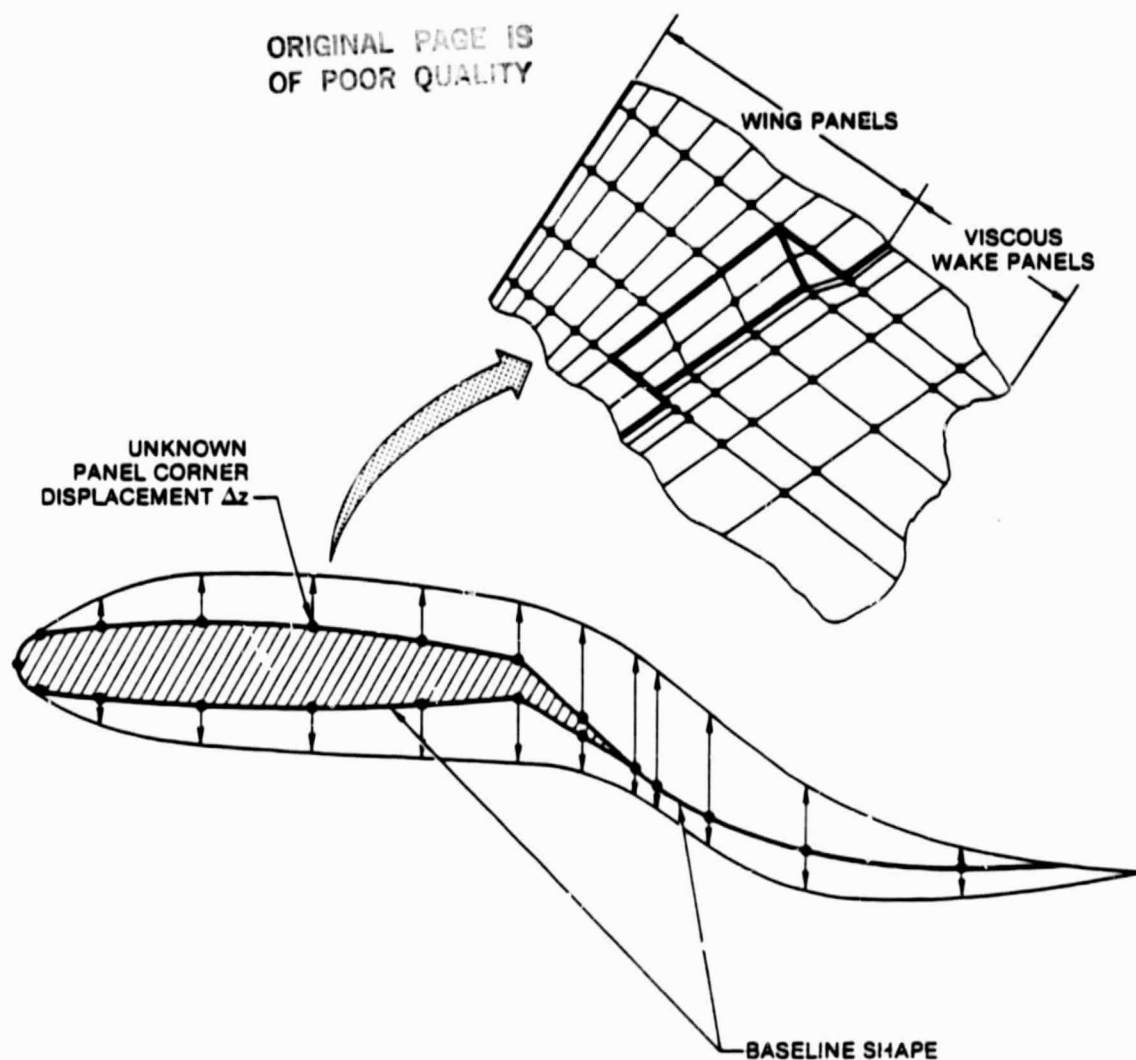 ORIGINAL PAGE IS
OF POOR QUALITY
WING PANELS
VISCOUS
WAKE PANELS
UNKNOWN
PANEL CORNER
DISPLACEMENT Δz
BASELINE SHAPE